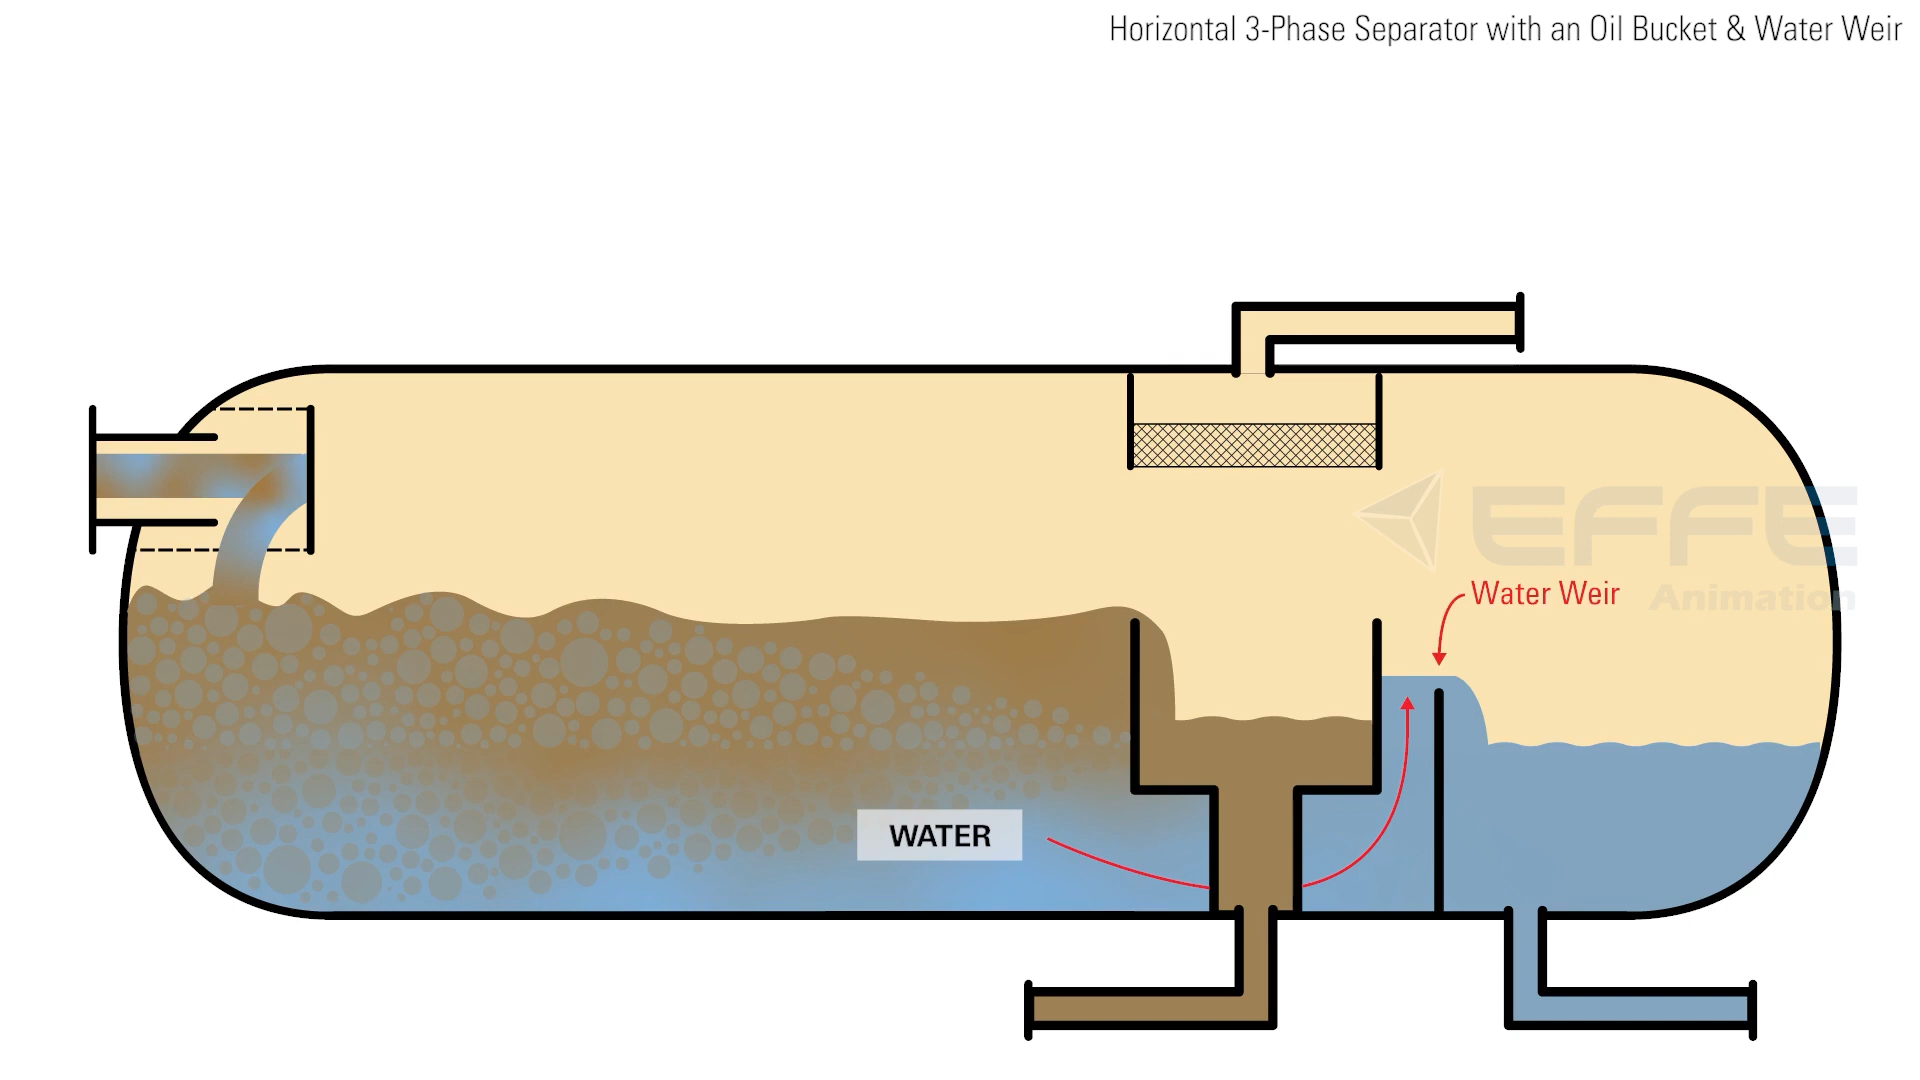 Horizontal 3-Phase Separator with an Oil Bucket & Water Weir
EFFE
Animation
Water Weir
WATER